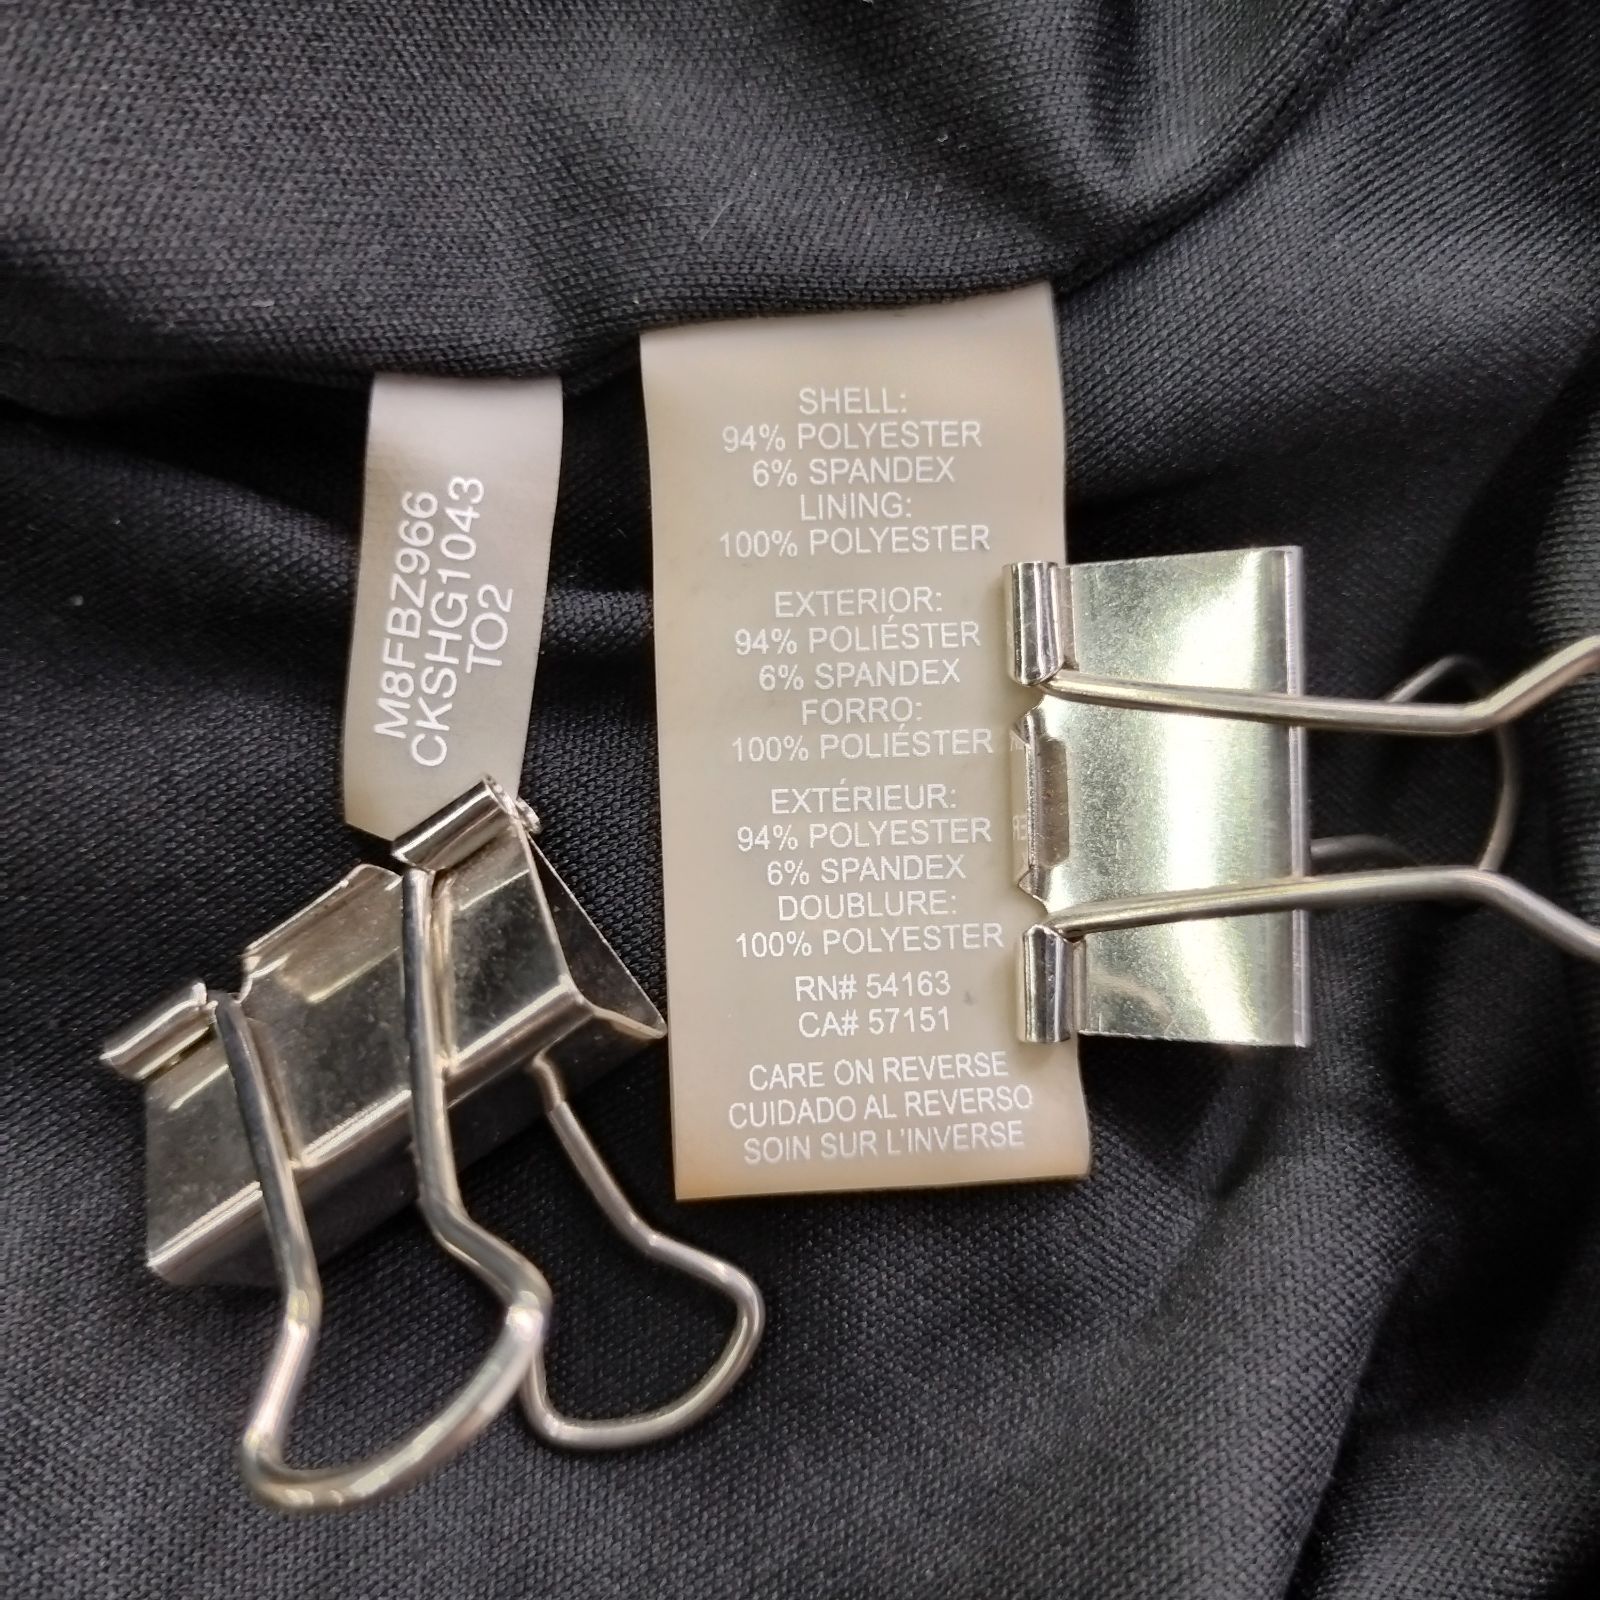 M8FBZ966
CKSHG1043
TO2
SHELL:
94% POLYESTER
6% SPANDEX
LINING:
100% POLYESTER
EXTERIOR:
94% POLIÉSTER
6% SPANDEX
FORRO:
100% POLIÉSTER
EXTÉRIEUR:
94% POLYESTER
6% SPANDEX
DOUBLURE:
100% POLYESTER
RN# 54163
CA# 57151
CARE ON REVERSE
CUIDADO AL REVERSO
SOIN SUR L'INVERSE